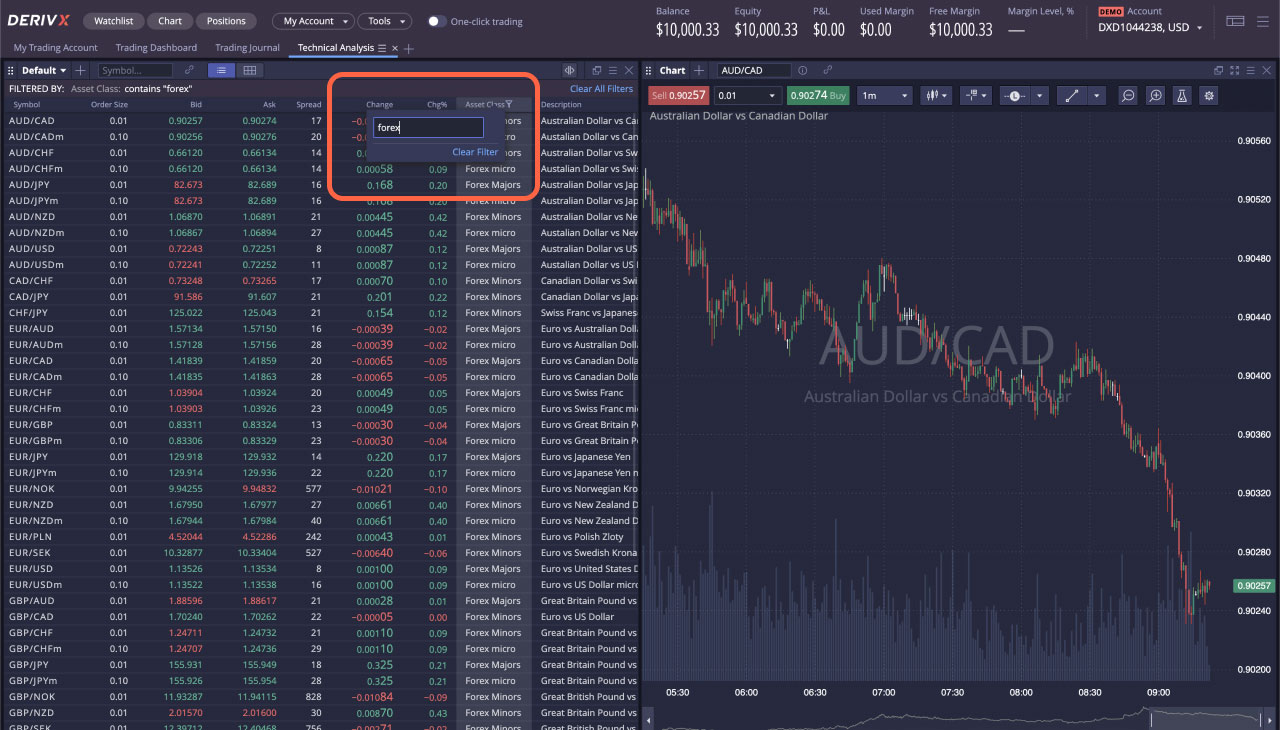 DERIV X Watchlist Chart Positions My Account Tools One-click trading
Balance Equity P&L Used Margin Free Margin Margin Level, % DEMO Account
$10,000.33 $10,000.33 $0.00 $0.00 $10,000.33 — DXD1044238, USD
My Trading Account Trading Dashboard Trading Journal Technical Analysis
Default Symbol...
FILTERED BY: Asset Class: contains "forex" Clear All Filters
Symbol Order Size Bid Ask Spread Change Chg% Asset Class Description
forex
Clear Filter
AUD/CAD 0.01 0.90257 0.90274 17 Australian Dollar vs Ca
AUD/CADm 0.10 0.90256 0.90276 20 Australian Dollar vs Can
AUD/CHF 0.01 0.66120 0.66134 14 Australian Dollar vs Sw
AUD/CHFm 0.10 0.66120 0.66134 14 0.00058 0.09 Forex micro Australian Dollar vs Swis
AUD/JPY 0.01 82.673 82.689 16 0.168 0.20 Forex Majors Australian Dollar vs Jap
AUD/JPYm 0.10 82.673 82.689 16 0.168 0.20 Forex micro Australian Dollar vs Jap
AUD/NZD 0.01 1.06870 1.06891 21 0.00445 0.42 Forex Minors Australian Dollar vs Ne
AUD/NZDm 0.10 1.06867 1.06894 27 0.00445 0.42 Forex micro Australian Dollar vs New
AUD/USD 0.01 0.72243 0.72251 8 0.00087 0.12 Forex Majors Australian Dollar vs US
AUD/USDm 0.10 0.72241 0.72252 11 0.00087 0.12 Forex micro Australian Dollar vs US
CAD/CHF 0.01 0.73248 0.73265 17 0.00070 0.10 Forex Minors Canadian Dollar vs Swi
CAD/JPY 0.01 91.586 91.607 21 0.201 0.22 Forex Minors Canadian Dollar vs Japa
CHF/JPY 0.01 125.022 125.043 21 0.154 0.12 Forex Minors Swiss Franc vs Japanes
EUR/AUD 0.01 1.57134 1.57150 16 −0.00039 −0.02 Forex Majors Euro vs Australian Dolla
EUR/AUDm 0.10 1.57128 1.57156 28 −0.00039 −0.02 Forex micro Euro vs Australian Dolla
EUR/CAD 0.01 1.41839 1.41859 20 −0.00065 −0.05 Forex Majors Euro vs Canadian Dolla
EUR/CADm 0.10 1.41835 1.41863 28 −0.00065 −0.05 Forex micro Euro vs Canadian Dollar
EUR/CHF 0.01 1.03904 1.03924 20 0.00049 0.05 Forex Majors Euro vs Swiss Franc
EUR/CHFm 0.10 1.03903 1.03926 23 0.00049 0.05 Forex micro Euro vs Swiss Franc mi
EUR/GBP 0.01 0.83311 0.83324 13 −0.00030 −0.04 Forex Majors Euro vs Great Britain P
EUR/GBPm 0.10 0.83306 0.83329 23 −0.00030 −0.04 Forex micro Euro vs Great Britain Po
EUR/JPY 0.01 129.918 129.932 14 0.220 0.17 Forex Majors Euro vs Japanese Yen
EUR/JPYm 0.10 129.914 129.936 22 0.220 0.17 Forex micro Euro vs Japanese Yen m
EUR/NOK 0.01 9.94255 9.94832 577 −0.01021 −0.10 Forex Minors Euro vs Norwegian Kro
EUR/NZD 0.01 1.67950 1.67977 27 0.00661 0.40 Forex Minors Euro vs New Zealand D
EUR/NZDm 0.10 1.67944 1.67984 40 0.00661 0.40 Forex micro Euro vs New Zealand D
EUR/PLN 0.01 4.52044 4.52286 242 0.00043 0.01 Forex Minors Euro vs Polish Zloty
EUR/SEK 0.01 10.32877 10.33404 527 −0.00640 −0.06 Forex Minors Euro vs Swedish Krona
EUR/USD 0.01 1.13526 1.13534 8 0.00100 0.09 Forex Majors Euro vs United States D
EUR/USDm 0.10 1.13522 1.13538 16 0.00100 0.09 Forex micro Euro vs US Dollar micro
GBP/AUD 0.01 1.88596 1.88617 21 0.00028 0.01 Forex Majors Great Britain Pound vs
GBP/CAD 0.01 1.70240 1.70262 22 −0.00005 0.00 Forex Minors Euro vs US Dollar
GBP/CHF 0.01 1.24711 1.24732 21 0.00110 0.09 Forex Minors Great Britain Pound vs
GBP/CHFm 0.10 1.24707 1.24736 29 0.00110 0.09 Forex micro Great Britain Pound vs
GBP/JPY 0.01 155.931 155.949 18 0.325 0.21 Forex Majors Great Britain Pound vs
GBP/JPYm 0.10 155.926 155.954 28 0.325 0.21 Forex micro Great Britain Pound vs
GBP/NOK 0.01 11.93287 11.94115 828 −0.01084 −0.09 Forex Minors Great British Pound vs
GBP/NZD 0.01 2.01570 2.01600 30 0.00870 0.43 Forex Minors Great Britain Pound vs
GBP/SEK 0.01 12.39712 12.40468 756 −0.00271 Forex Minors Great British Pound vs
Chart AUD/CAD
Sell 0.90257 0.01 0.90274 Buy 1m
Australian Dollar vs Canadian Dollar
AUD/CAD
Australian Dollar vs Canadian Dollar
0.90560
0.90520
0.90480
0.90440
0.90400
0.90360
0.90320
0.90280
0.90257
0.90240
0.90200
05:30 06:00 06:30 07:00 07:30 08:00 08:30 09:00